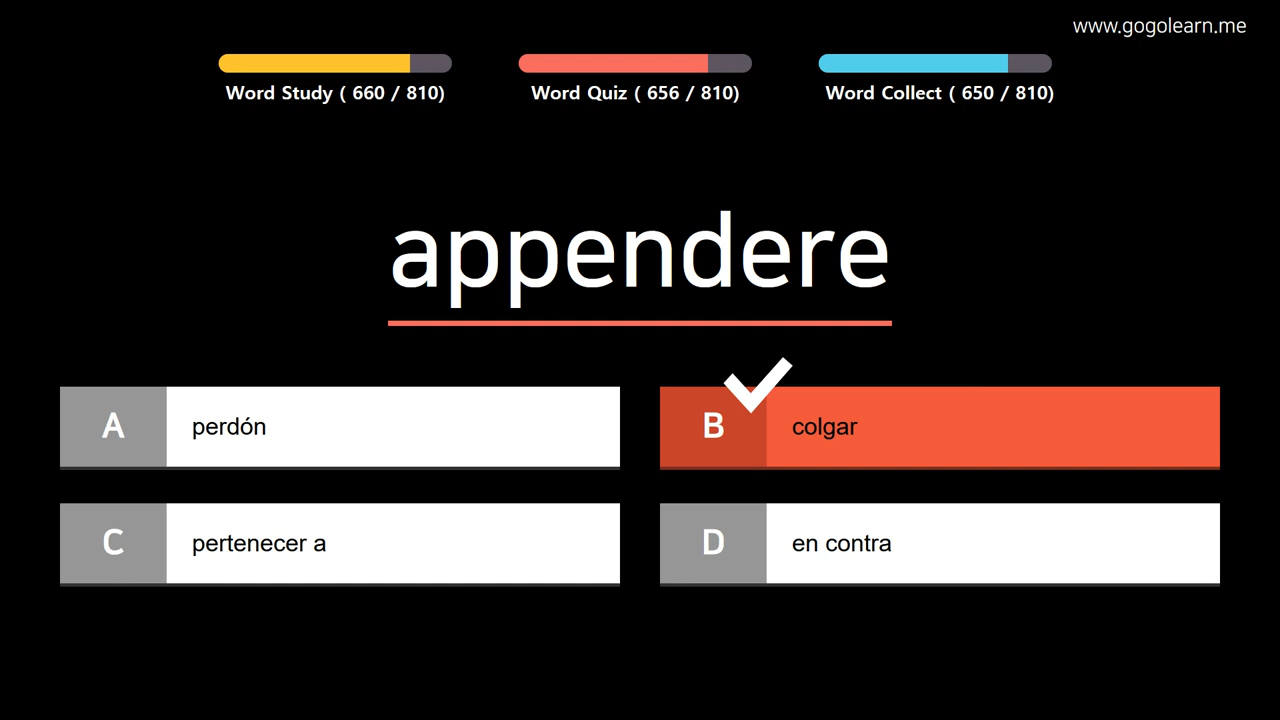 www.gogolearn.me
Word Study ( 660 / 810)
Word Quiz ( 656 / 810)
Word Collect ( 650 / 810)
appendere
A perdón
B colgar
C pertenecer a
D en contra